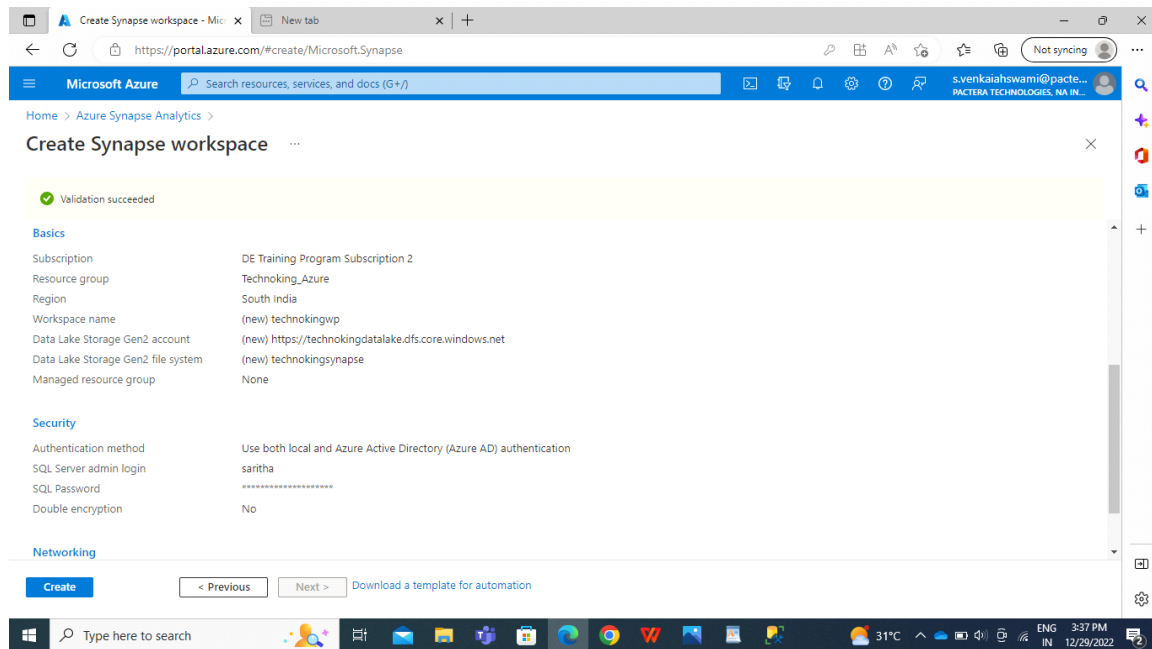 Create Synapse workspace - Mic
New tab
https://portal.azure.com/#create/Microsoft.Synapse
Not syncing
Microsoft Azure
Search resources, services, and docs (G+/)
s.venkaiahswami@pacte...
PACTERA TECHNOLOGIES, NA IN...
Home > Azure Synapse Analytics >
Create Synapse workspace ...
Validation succeeded
Basics
Subscription DE Training Program Subscription 2
Resource group Technoking_Azure
Region South India
Workspace name (new) technokingwp
Data Lake Storage Gen2 account (new) https://technokingdatalake.dfs.core.windows.net
Data Lake Storage Gen2 file system (new) technokingsynapse
Managed resource group None
Security
Authentication method Use both local and Azure Active Directory (Azure AD) authentication
SQL Server admin login saritha
SQL Password ********************
Double encryption No
Networking
Create < Previous Next > Download a template for automation
Type here to search
31°C
ENG
IN
3:37 PM
12/29/2022
2